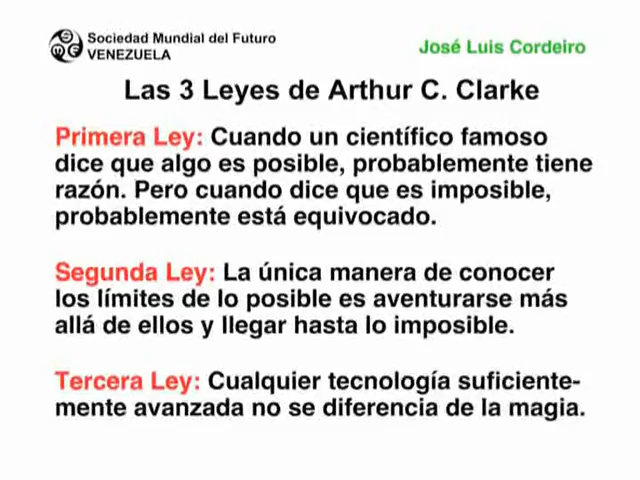 Sociedad Mundial del Futuro
VENEZUELA
José Luis Cordeiro
Las 3 Leyes de Arthur C. Clarke
Primera Ley: Cuando un científico famoso
dice que algo es posible, probablemente tiene
razón. Pero cuando dice que es imposible,
probablemente está equivocado.
Segunda Ley: La única manera de conocer
los límites de lo posible es aventurarse más
allá de ellos y llegar hasta lo imposible.
Tercera Ley: Cualquier tecnología suficiente-
mente avanzada no se diferencia de la magia.